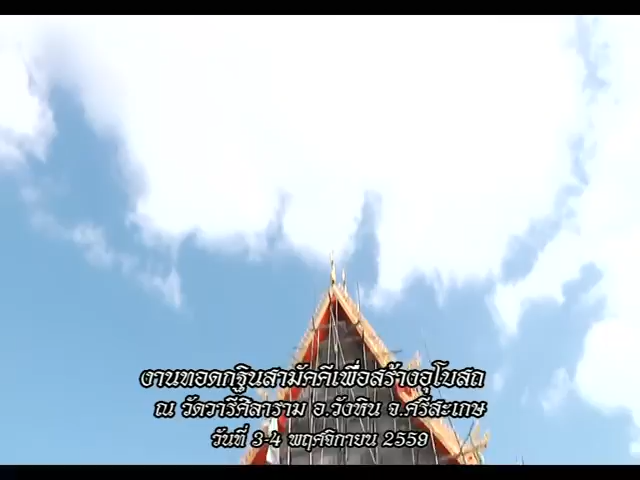 งานทอดกฐินสามัคคีเพื่อสร้างอุโบสถ
ณ วัดวารีศิลาราม อ.วังหิน จ.ศรีสะเกษ
วันที่ 3-4 พฤศจิกายน 2559